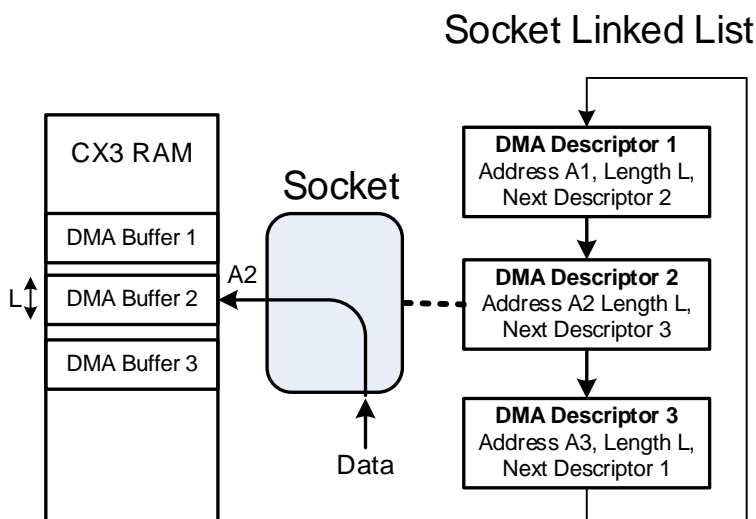 Socket Linked List
CX3 RAM
DMA Buffer 1
DMA Buffer 2
DMA Buffer 3
L
A2
Socket
Data
DMA Descriptor 1
Address A1, Length L,
Next Descriptor 2
DMA Descriptor 2
Address A2 Length L,
Next Descriptor 3
DMA Descriptor 3
Address A3, Length L,
Next Descriptor 1